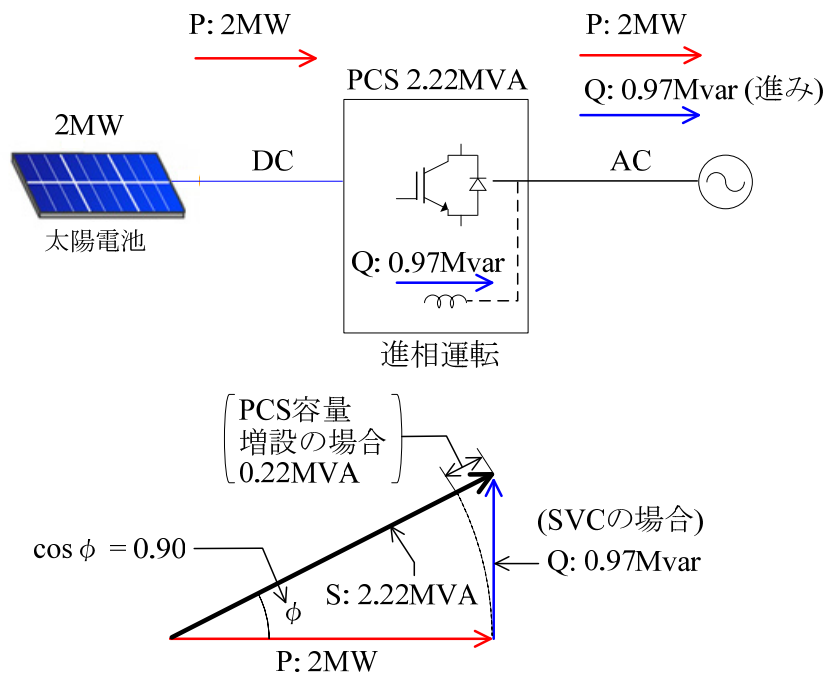 P: 2MW
P: 2MW
PCS 2.22MVA
Q: 0.97Mvar (進み)
2MW
DC
AC
太陽電池
Q: 0.97Mvar
進相運転
PCS容量
増設の場合
0.22MVA
(SVCの場合)
cosϕ = 0.90
Q: 0.97Mvar
S: 2.22MVA
ϕ
P: 2MW